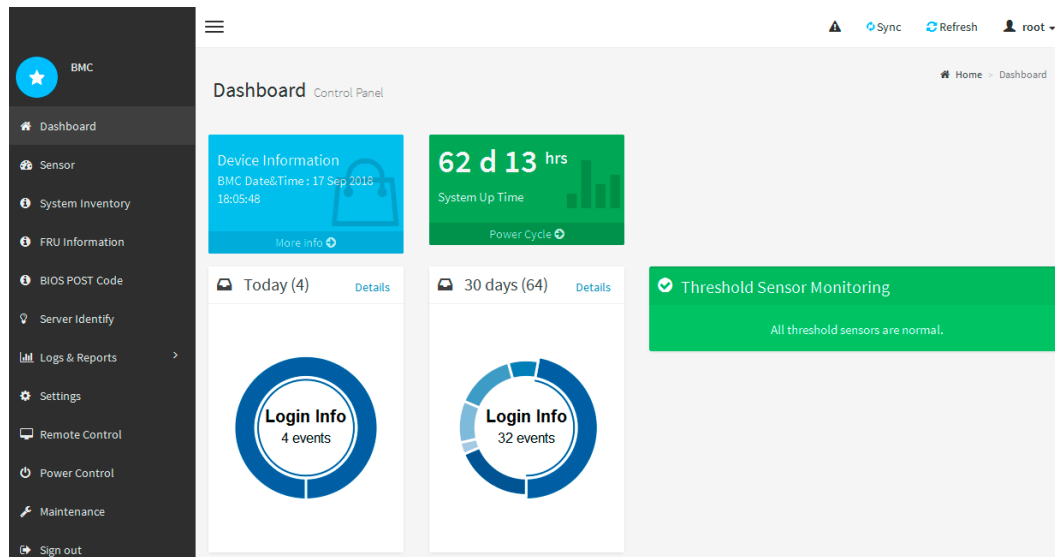 Sync
Refresh
root
BMC
Dashboard Control Panel
Home > Dashboard
Dashboard
Sensor
System Inventory
FRU Information
BIOS POST Code
Server Identify
Logs & Reports
Settings
Remote Control
Power Control
Maintenance
Sign out
Device Information
BMC Date&Time : 17 Sep 2018
18:05:48
More info
62 d 13 hrs
System Up Time
Power Cycle
Today (4) Details
Login Info
4 events
30 days (64) Details
Login Info
32 events
Threshold Sensor Monitoring
All threshold sensors are normal.